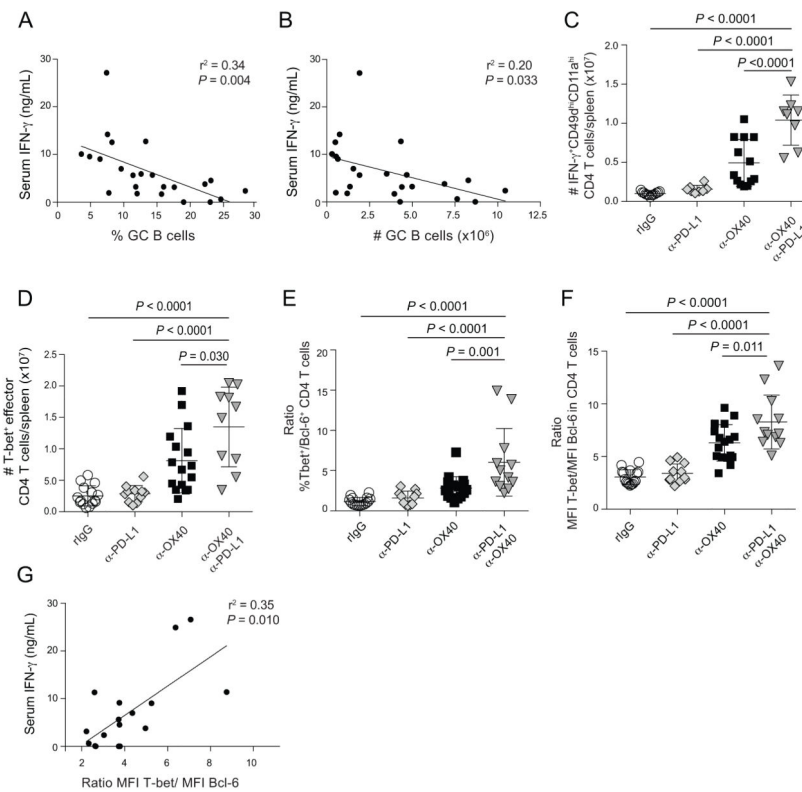 A
r² = 0.34
P = 0.004
Serum IFN-γ (ng/mL)
30
20
10
0
0 5 10 15 20 25 30
% GC B cells
B
r² = 0.20
P = 0.033
Serum IFN-γ (ng/mL)
30
20
10
0
0.0 2.5 5.0 7.5 10.0 12.5
# GC B cells (x10⁶)
C
P < 0.0001
P < 0.0001
P <0.0001
# IFN-γ⁺CD49dʰⁱCD11aʰⁱ
CD4 T cells/spleen (x10⁷)
2.0
1.5
1.0
0.5
0.0
rIgG
α-PD-L1
α-OX40
α-OX40
α-PD-L1
D
P < 0.0001
P < 0.0001
P = 0.030
# T-bet⁺ effector
CD4 T cells/spleen (x10⁷)
2.5
2.0
1.5
1.0
0.5
0.0
rIgG
α-PD-L1
α-OX40
α-OX40
α-PD-L1
E
P < 0.0001
P < 0.0001
P = 0.001
Ratio
%Tbet⁺/Bcl-6⁺ CD4 T cells
20
15
10
5
0
rIgG
α-PD-L1
α-OX40
α-PD-L1
α-OX40
F
P < 0.0001
P < 0.0001
P = 0.011
Ratio
MFI T-bet/MFI Bcl-6 in CD4 T cells
15
10
5
0
rIgG
α-PD-L1
α-OX40
α-PD-L1
α-OX40
G
r² = 0.35
P = 0.010
Serum IFN-γ (ng/mL)
30
20
10
0
2 4 6 8 10
Ratio MFI T-bet/ MFI Bcl-6